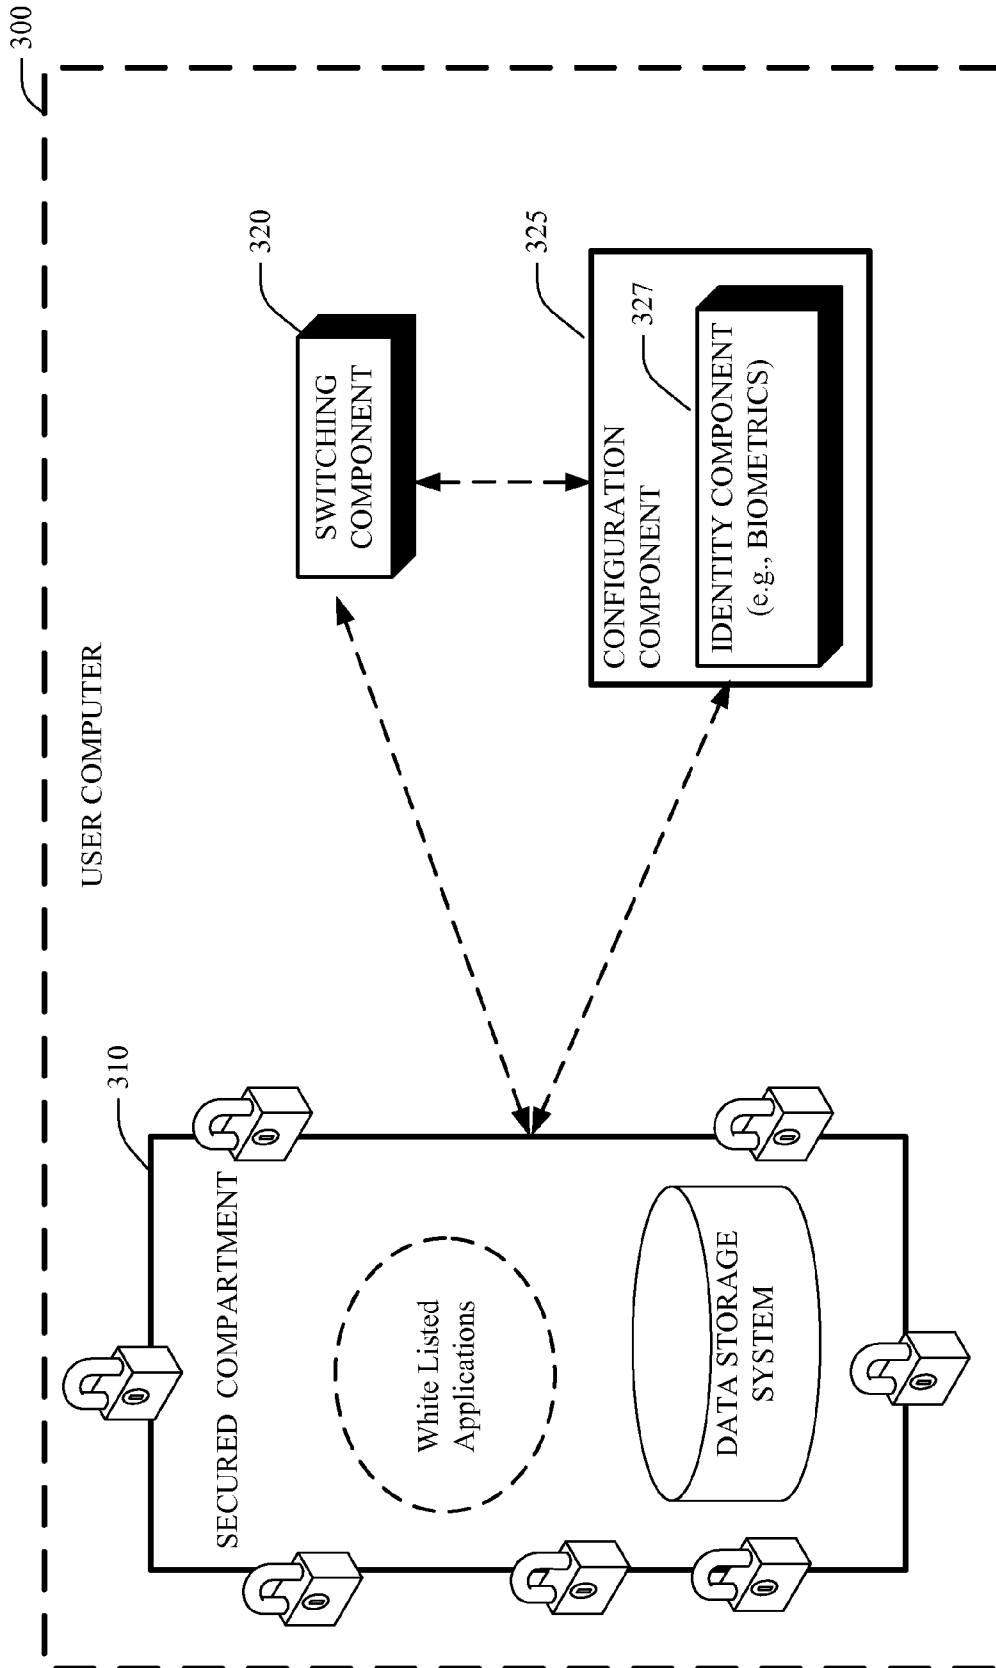 300
USER COMPUTER
310
SECURED COMPARTMENT
White Listed
Applications
DATA STORAGE
SYSTEM
320
SWITCHING
COMPONENT
325
CONFIGURATION
COMPONENT
327
IDENTITY COMPONENT
(e.g., BIOMETRICS)